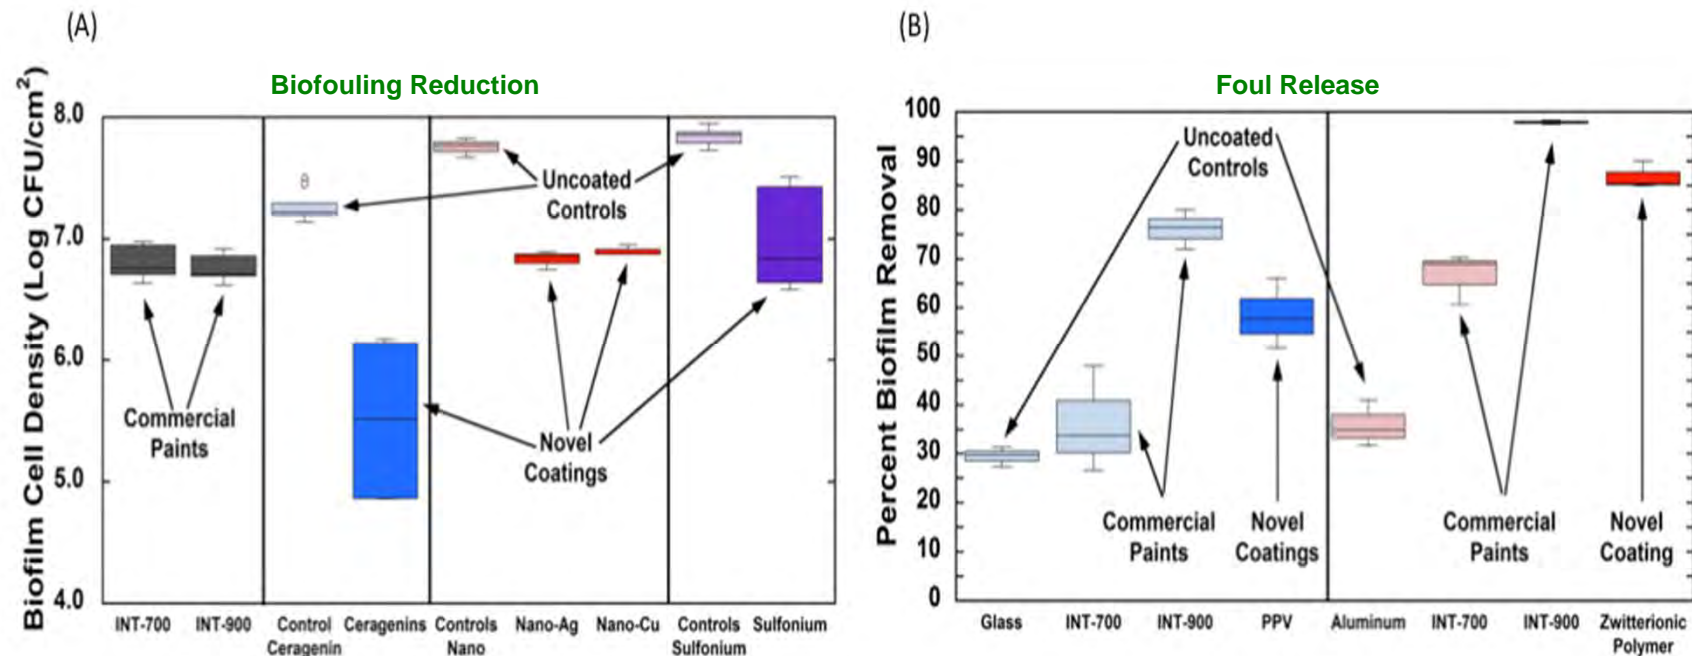 (A)
Biofouling Reduction
Biofilm Cell Density (Log CFU/cm²)
8.0
7.0
6.0
5.0
4.0
Uncoated
Controls
Commercial
Paints
Novel
Coatings
INT-700
INT-900
Control
Ceragenin
Ceragenins
Controls
Nano
Nano-Ag
Nano-Cu
Controls
Sulfonium
Sulfonium
(B)
Foul Release
Percent Biofilm Removal
100
90
80
70
60
50
40
30
20
10
0
Uncoated
Controls
Commercial
Paints
Novel
Coatings
Commercial
Paints
Novel
Coating
Glass
INT-700
INT-900
PPV
Aluminum
INT-700
INT-900
Zwitterionic
Polymer